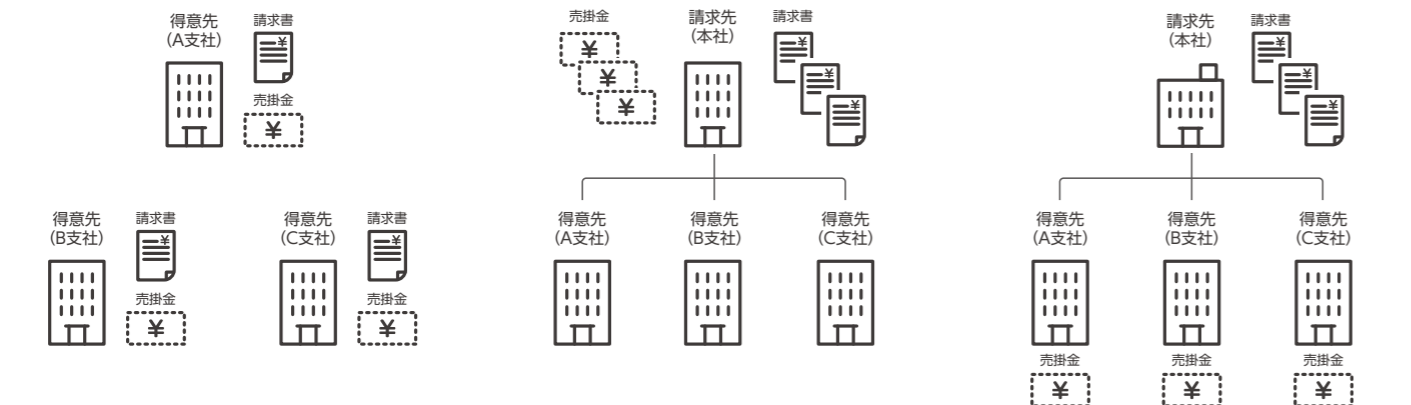 得意先
(A支社)
請求書
¥
売掛金
¥
得意先
(B支社)
請求書
¥
売掛金
¥
得意先
(C支社)
請求書
¥
売掛金
¥
売掛金
¥
¥
¥
請求先
(本社)
請求書
¥
¥
¥
得意先
(A支社)
得意先
(B支社)
得意先
(C支社)
請求先
(本社)
請求書
¥
¥
¥
得意先
(A支社)
売掛金
¥
得意先
(B支社)
売掛金
¥
得意先
(C支社)
売掛金
¥